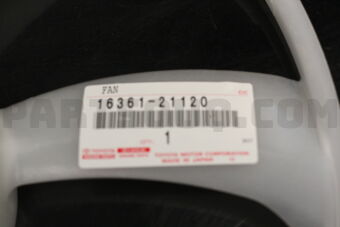 FAN
16361-21120
1
TOYOTA MOTOR CORPORATION
MADE IN JAPAN